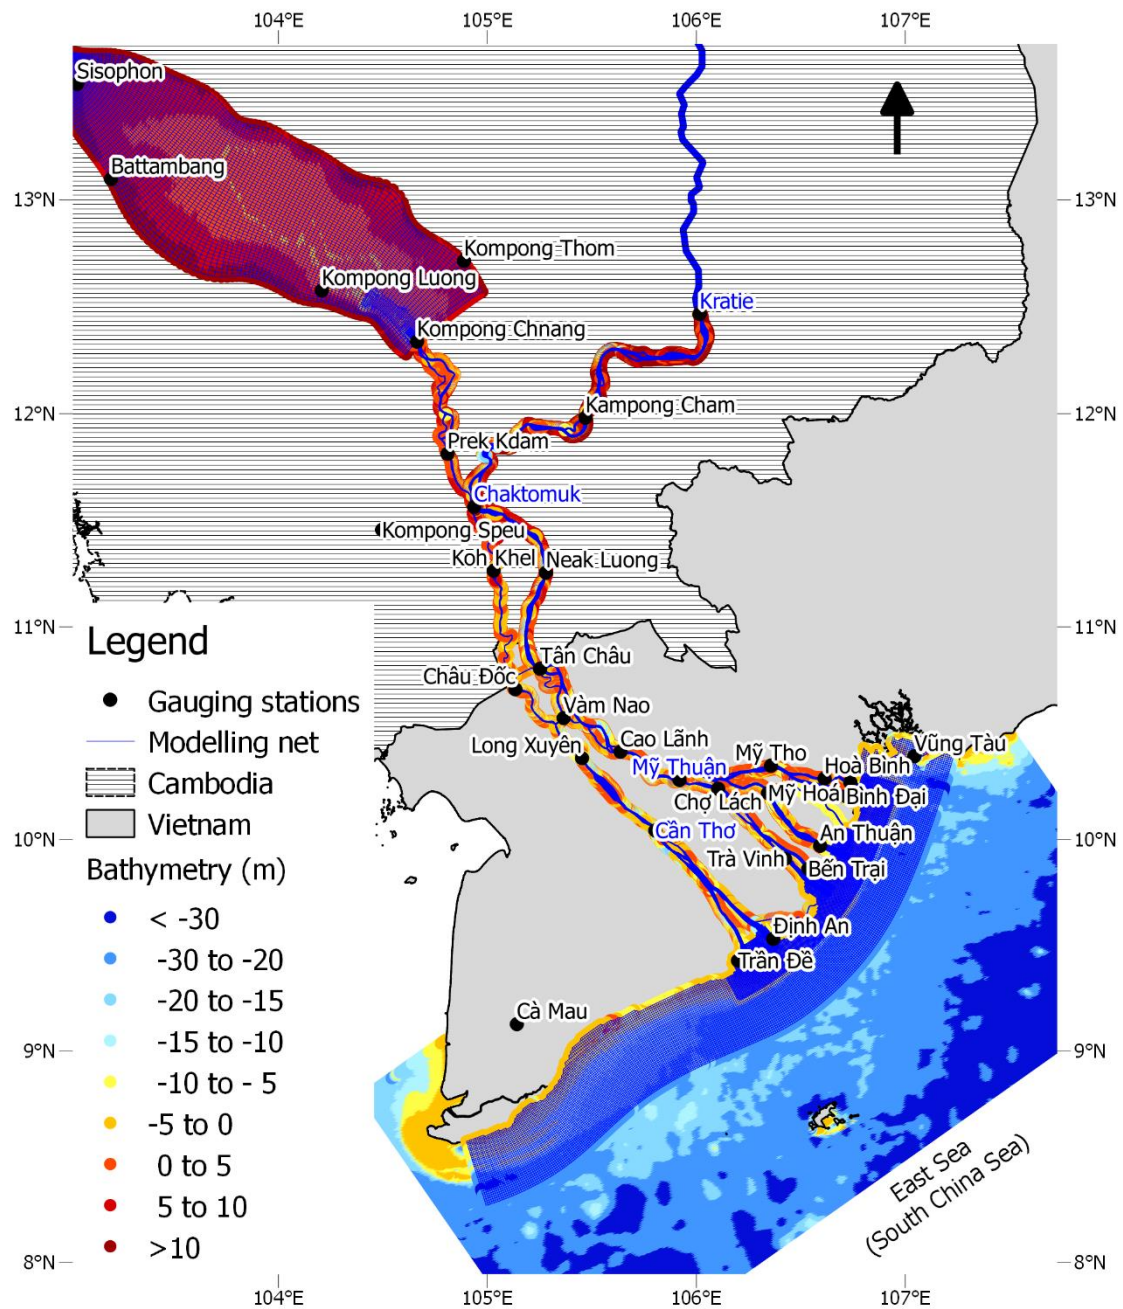 104°E 105°E 106°E 107°E
Sisophon
Battambang
13°N
13°N
Kompong Thom
Kompong Luong
Kratie
Kompong Chnang
Kampong Cham
12°N
12°N
Prek Kdam
Chaktomuk
Kompong Speu
Koh Khel
Neak Luong
11°N
11°N
Legend
Gauging stations
Modelling net
Cambodia
Vietnam
Bathymetry (m)
< -30
-30 to -20
-20 to -15
-15 to -10
-10 to - 5
-5 to 0
0 to 5
5 to 10
>10
Tân Châu
Châu Đốc
Vàm Nao
Long Xuyên
Cao Lãnh
Mỹ Tho
Vũng Tàu
Hoà Bình
Mỹ Thuận
Chợ Lách
Mỹ Hoá
Bình Đại
10°N
10°N
Cần Thơ
An Thuận
Trà Vinh
Bến Trại
Định An
Trần Đề
Cà Mau
9°N
9°N
East Sea
(South China Sea)
8°N
8°N
104°E 105°E 106°E 107°E